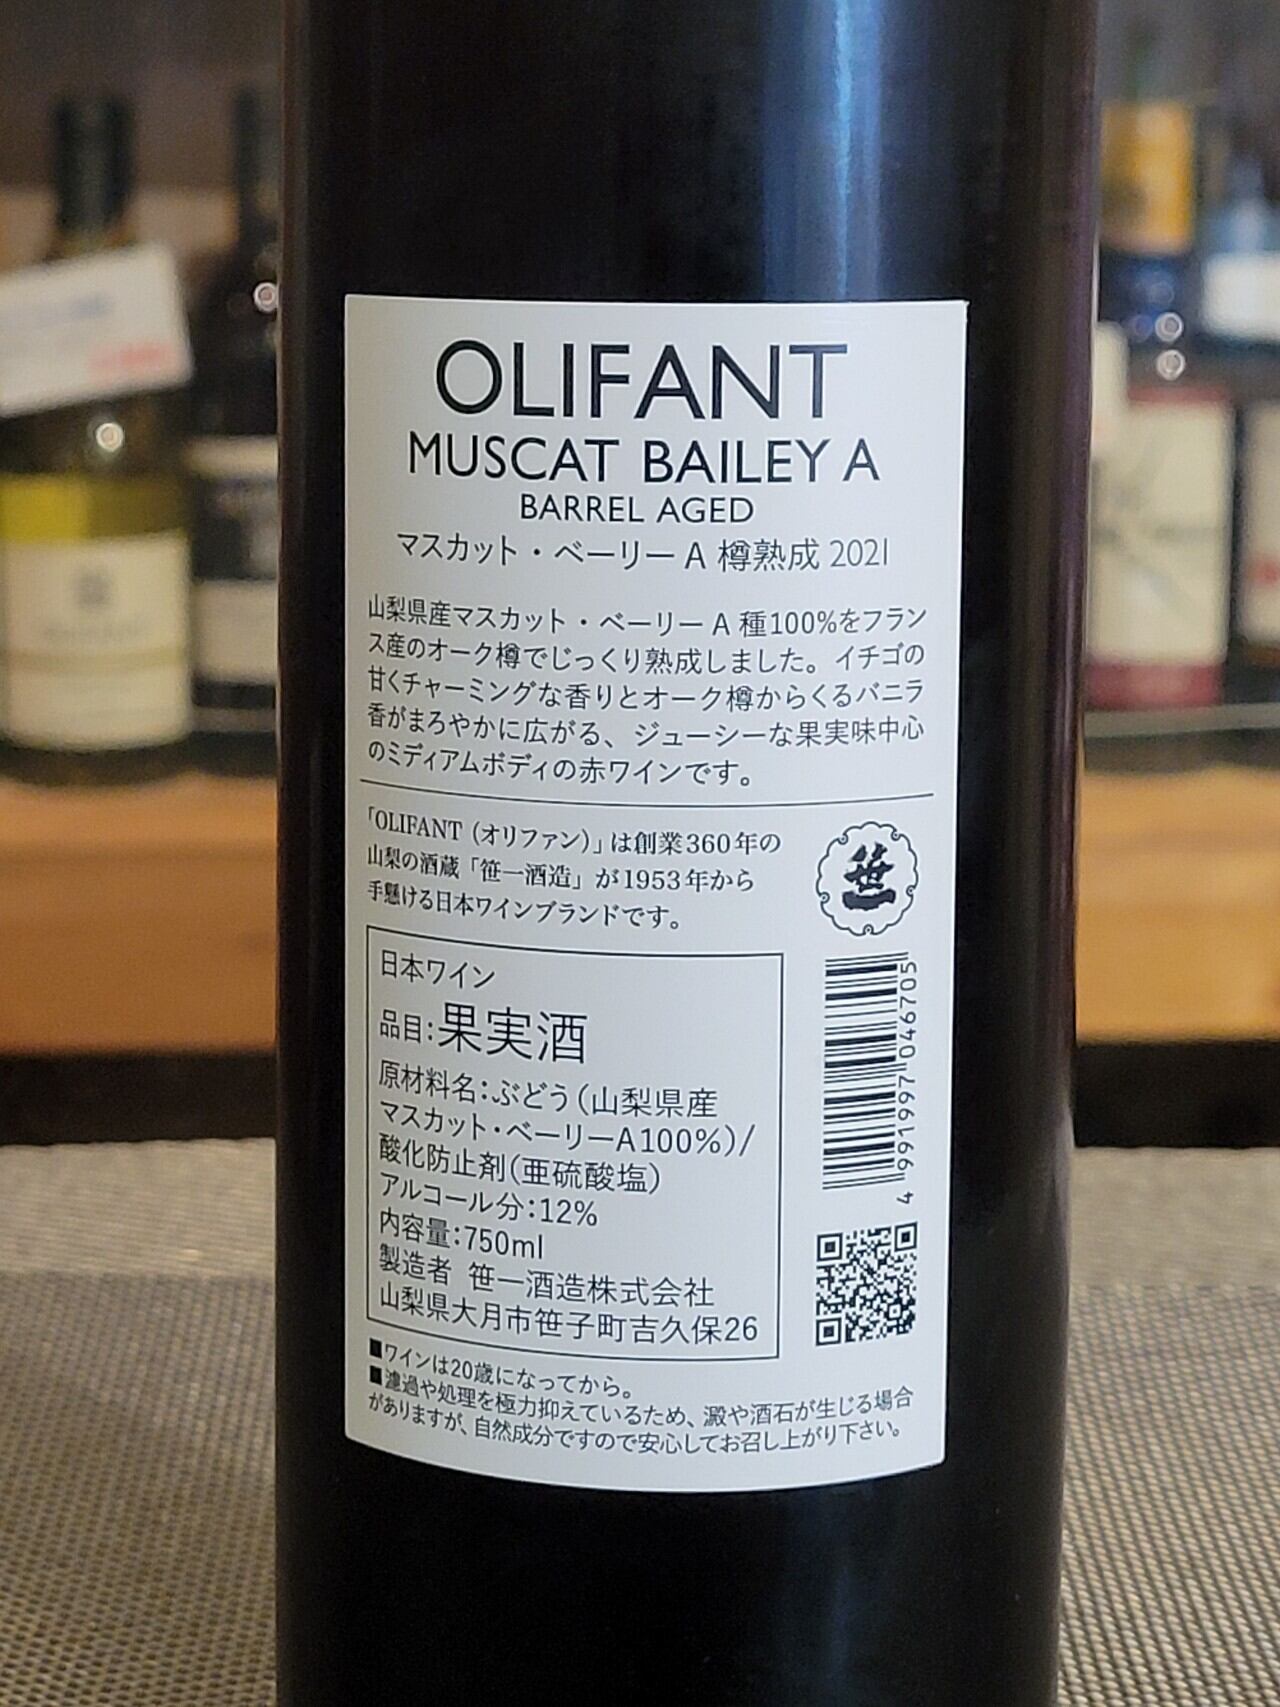 OLIFANT
MUSCAT BAILEY A
BARREL AGED
マスカット・ベーリー A 樽熟成 2021
山梨県産マスカット・ベーリー A 種100%をフラン
ス産のオーク樽でじっくり熟成しました。イチゴの
甘くチャーミングな香りとオーク樽からくるバニラ
香がまろやかに広がる、ジューシーな果実味中心
のミディアムボディの赤ワインです。
「OLIFANT（オリファン）」は創業360年の
山梨の酒蔵「笹一酒造」が1953年から
手懸ける日本ワインブランドです。
笹一
日本ワイン
品目：果実酒
原材料名：ぶどう（山梨県産
マスカット・ベーリーA100%）/
酸化防止剤（亜硫酸塩）
アルコール分：12%
内容量：750ml
製造者 笹一酒造株式会社
山梨県大月市笹子町吉久保26
4 991997 046705
■ワインは20歳になってから。
■濾過や処理を極力抑えているため、澱や酒石が生じる場合
がありますが、自然成分ですので安心してお召し上がり下さい。